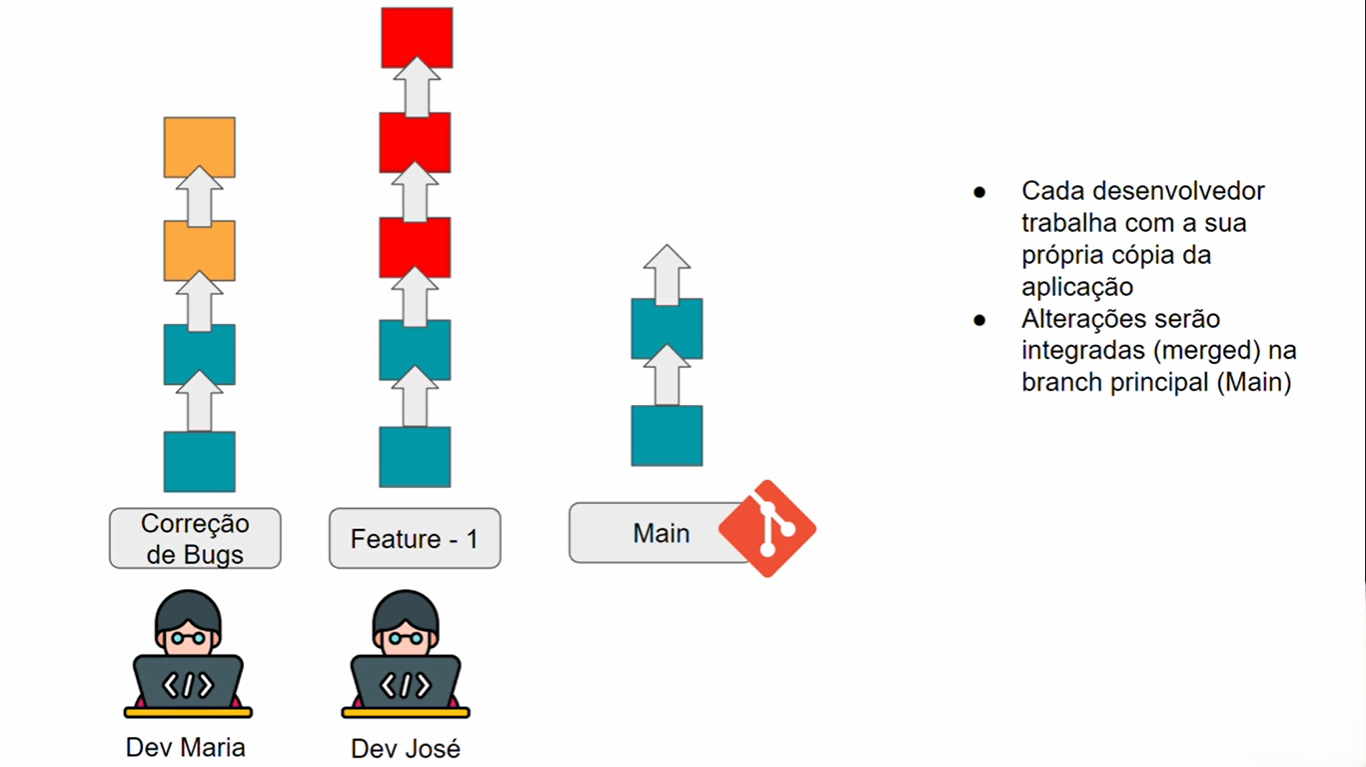 ● Cada desenvolvedor
trabalha com a sua
própria cópia da
aplicação
● Alterações serão
integradas (merged) na
branch principal (Main)
Correção
de Bugs
Feature - 1
Main
</>
</>
Dev Maria
Dev José